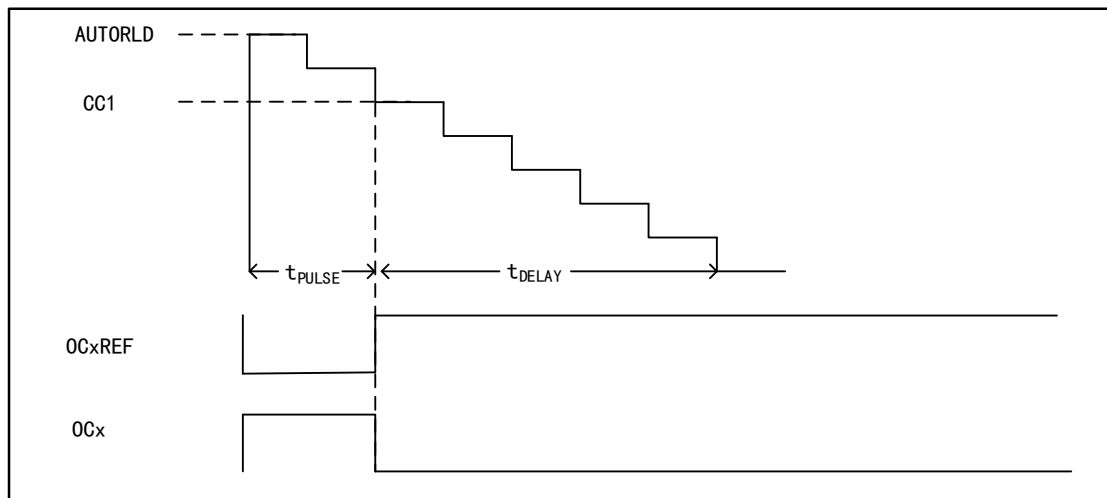 AUTORLD
CC1
tPULSE
tDELAY
OCxREF
OCx